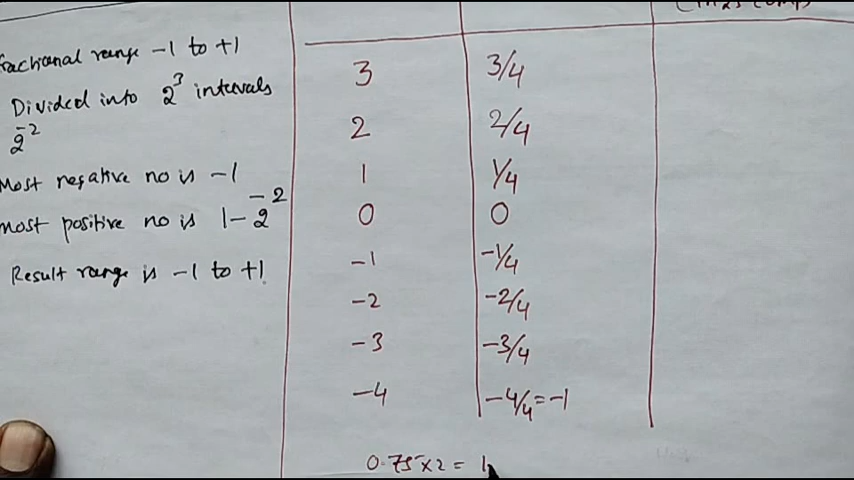 fractional range -1 to +1
Divided into 2^3 intervals
2^-2
Most negative no is -1
most positive no is 1-2^-2
Result range is -1 to +1.
3 3/4
2 2/4
1 1/4
0 0
-1 -1/4
-2 -2/4
-3 -3/4
-4 -4/4=-1
0.75×2 = 1